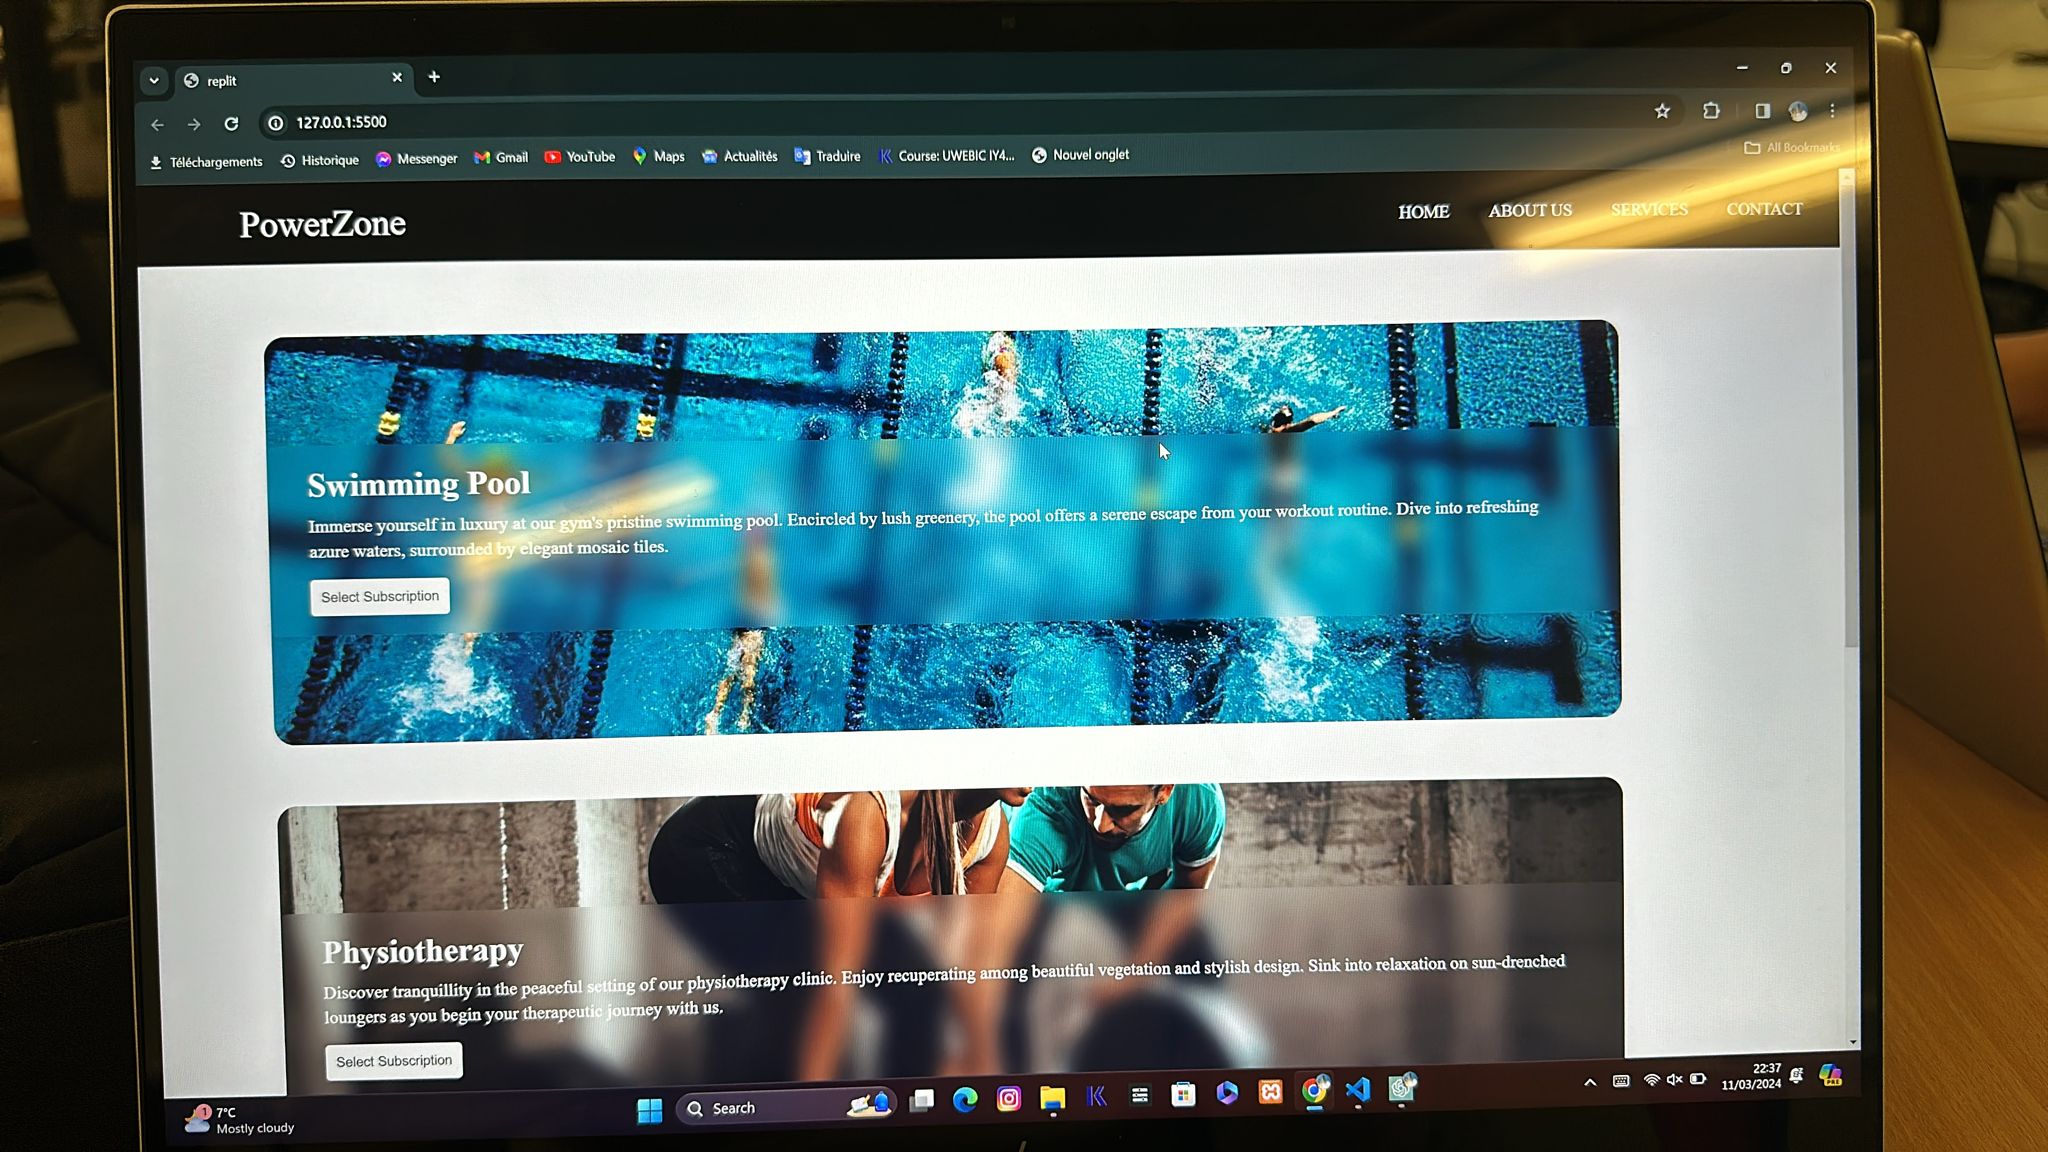 replit
127.0.0.1:5500
Téléchargements Historique Messenger Gmail YouTube Maps Actualités Traduire Course: UWEBIC IY4... Nouvel onglet All Bookmarks
PowerZone HOME ABOUT US SERVICES CONTACT
Swimming Pool
Immerse yourself in luxury at our gym's pristine swimming pool. Encircled by lush greenery, the pool offers a serene escape from your workout routine. Dive into refreshing
azure waters, surrounded by elegant mosaic tiles.
Select Subscription
Physiotherapy
Discover tranquillity in the peaceful setting of our physiotherapy clinic. Enjoy recuperating among beautiful vegetation and stylish design. Sink into relaxation on sun-drenched
loungers as you begin your therapeutic journey with us.
Select Subscription
1
7°C
Mostly cloudy
Search
22:37
11/03/2024
PRE